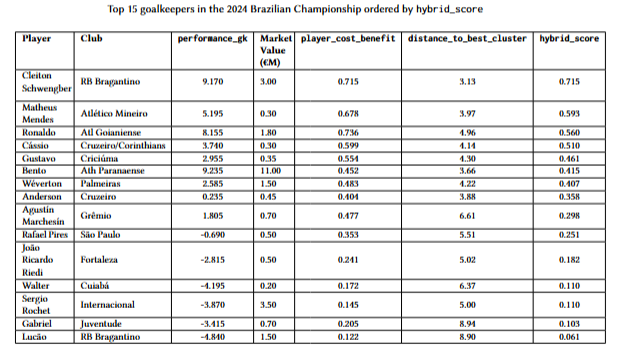 Top 15 goalkeepers in the 2024 Brazilian Championship ordered by hybrid_score
Player Club performance_gk Market Value (€M) player_cost_benefit distance_to_best_cluster hybrid_score
Cleiton Schwengber RB Bragantino 9.170 3.00 0.715 3.13 0.715
Matheus Mendes Atlético Mineiro 5.195 0.30 0.678 3.97 0.593
Ronaldo Atl Goianiense 8.155 1.80 0.736 4.96 0.560
Cássio Cruzeiro/Corinthians 3.740 0.30 0.599 4.14 0.510
Gustavo Criciúma 2.955 0.35 0.554 4.30 0.461
Bento Ath Paranaense 9.235 11.00 0.452 3.66 0.415
Wéverton Palmeiras 2.585 1.50 0.483 4.22 0.407
Anderson Cruzeiro 0.235 0.45 0.404 3.88 0.358
Agustín Marchesín Grêmio 1.805 0.70 0.477 6.61 0.298
Rafael Pires São Paulo -0.690 0.50 0.353 5.51 0.251
João Ricardo Riedi Fortaleza -2.815 0.50 0.241 5.02 0.182
Walter Cuiabá -4.195 0.20 0.172 6.37 0.110
Sergio Rochet Internacional -3.870 3.50 0.145 5.00 0.110
Gabriel Juventude -3.415 0.70 0.205 8.94 0.103
Lucão RB Bragantino -4.840 1.50 0.122 8.90 0.061